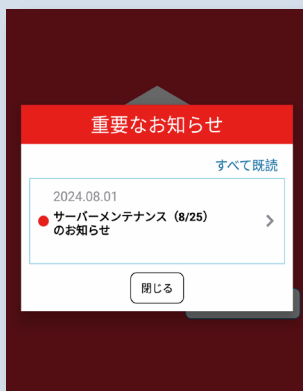 重要なお知らせ
すべて既読
2024.08.01
サーバーメンテナンス（8/25）
のお知らせ
閉じる